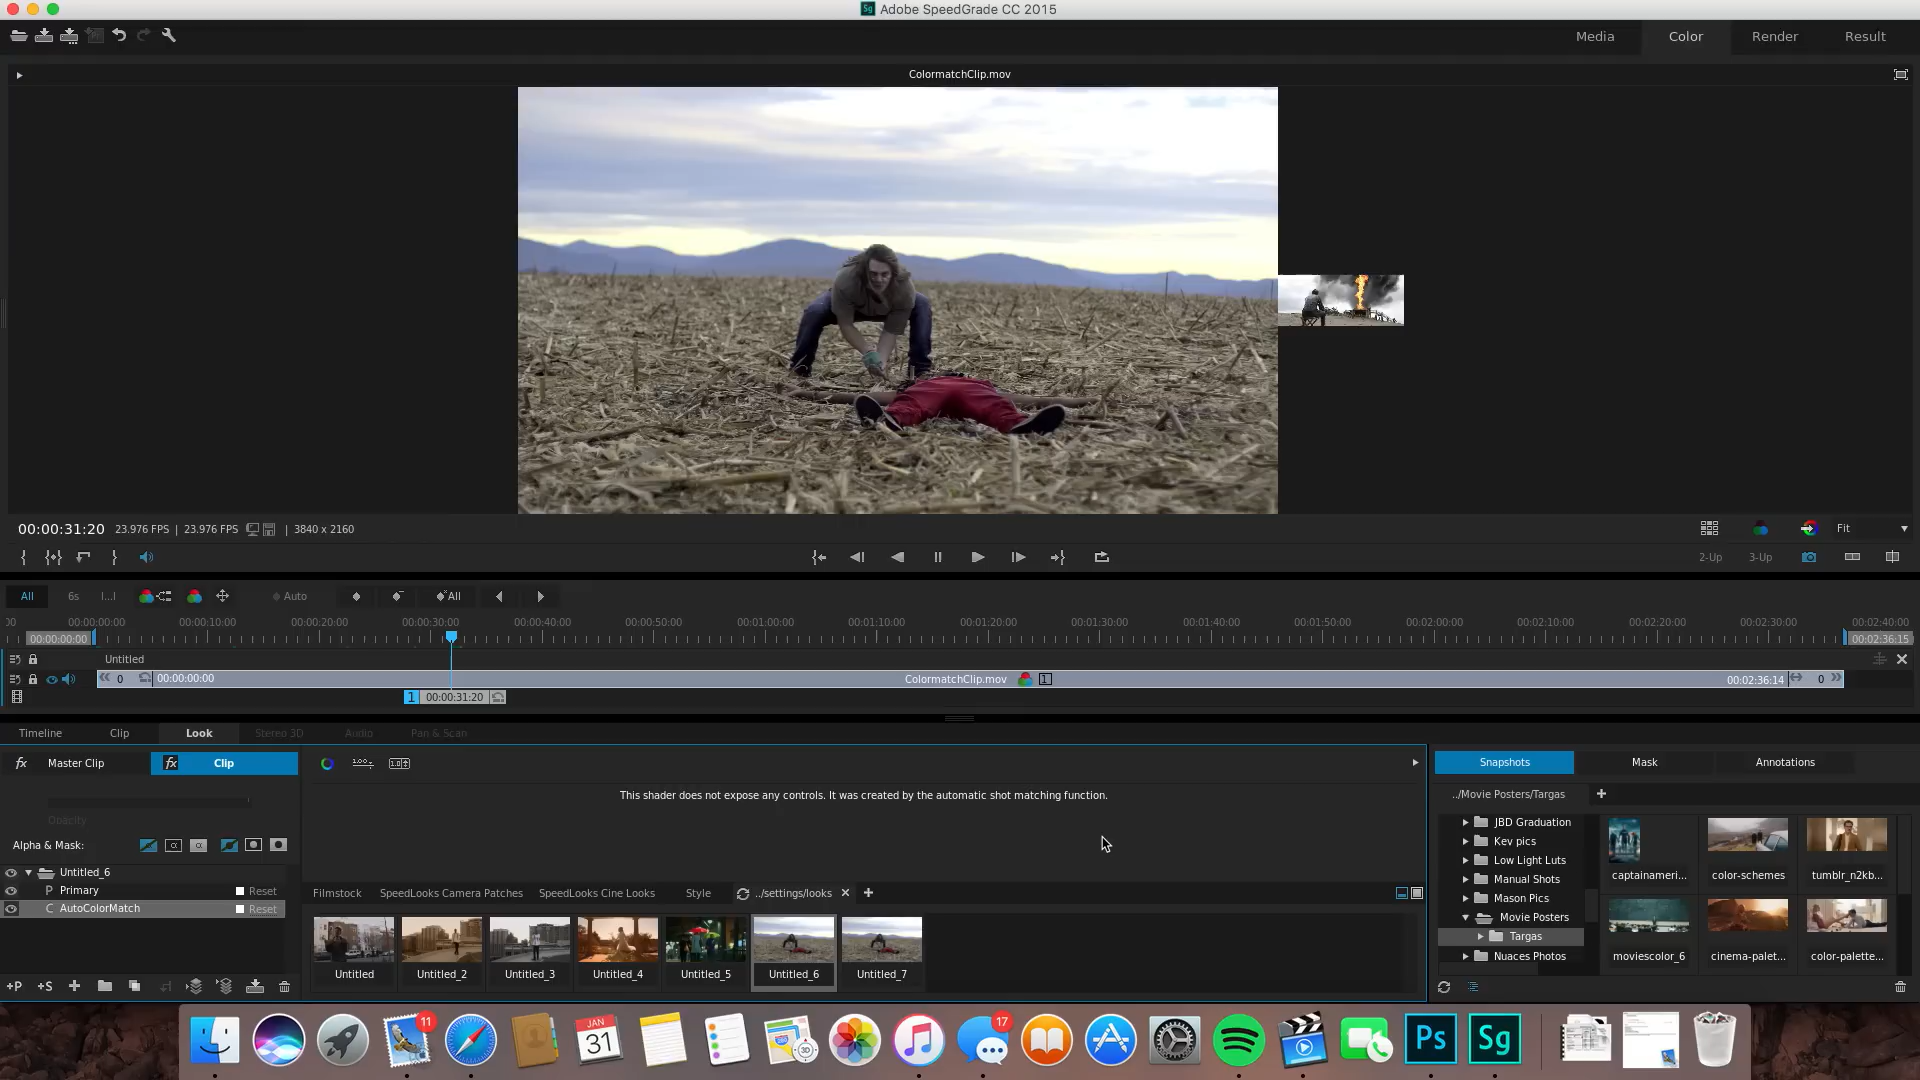 Adobe SpeedGrade CC 2015
Media Color Render Result
ColormatchClip.mov
00:00:31:20 23.976 FPS | 23.976 FPS | 3840 x 2160 Fit
2-Up 3-Up
All 6s I...I Auto All
00:00:00:00 00:00:10:00 00:00:20:00 00:00:30:00 00:00:40:00 00:00:50:00 00:01:00:00 00:01:10:00 00:01:20:00 00:01:30:00 00:01:40:00 00:01:50:00 00:02:00:00 00:02:10:00 00:02:20:00 00:02:30:00 00:02:40:00
00:00:00:00 00:02:36:15
Untitled
0 00:00:00:00 ColormatchClip.mov 1 00:02:36:14 0
1 00:00:31:20
Timeline Clip Look Stereo 3D Audio Pan & Scan
fx Master Clip fx Clip
Opacity
Alpha & Mask:
Untitled_6
P Primary Reset
C AutoColorMatch Reset
+P +S
This shader does not expose any controls. It was created by the automatic shot matching function.
Filmstock SpeedLooks Camera Patches SpeedLooks Cine Looks Style ../settings/looks
Untitled Untitled_2 Untitled_3 Untitled_4 Untitled_5 Untitled_6 Untitled_7
Snapshots Mask Annotations
../Movie Posters/Targas
JBD Graduation
Kev pics
Low Light Luts
Manual Shots
Mason Pics
Movie Posters
Targas
Nuaces Photos
captainameri... color-schemes tumblr_n2kb...
moviescolor_6 cinema-palet... color-palette...
11
JAN
31
3D
17
Ps
Sg